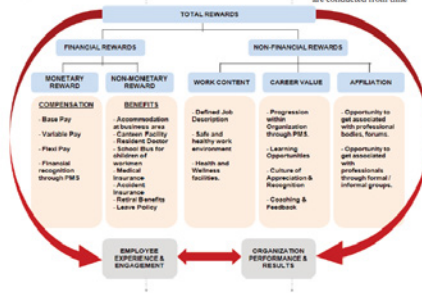 are conducted from time
TOTAL REWARDS
FINANCIAL REWARDS
NON-FINANCIAL REWARDS
MONETARY
REWARD
NON-MONETARY
REWARD
WORK CONTENT
CAREER VALUE
AFFILIATION
COMPENSATION
- Base Pay
- Variable Pay
- Flexi Pay
- Financial
recognition
through PMS
BENEFITS
- Accommodation
at business area
- Canteen Facility
- Resident Doctor
- School Bus for
children of
workmen
- Medical
Insurance
- Accident
Insurance
- Retiral Benefits
- Leave Policy
- Defined Job
Description
- Safe and
healthy work
environment
- Health and
Wellness
facilities.
- Progression
within
Organization
through PMS.
- Learning
Opportunities
- Culture of
Appreciation &
Recognition
- Coaching &
Feedback
- Opportunity to
get associated
with professional
bodies, forums.
- Opportunity to
get associated
with
professionals
through formal /
informal groups.
EMPLOYEE
EXPERIENCE &
ENGAGEMENT
ORGANIZATION
PERFORMANCE &
RESULTS